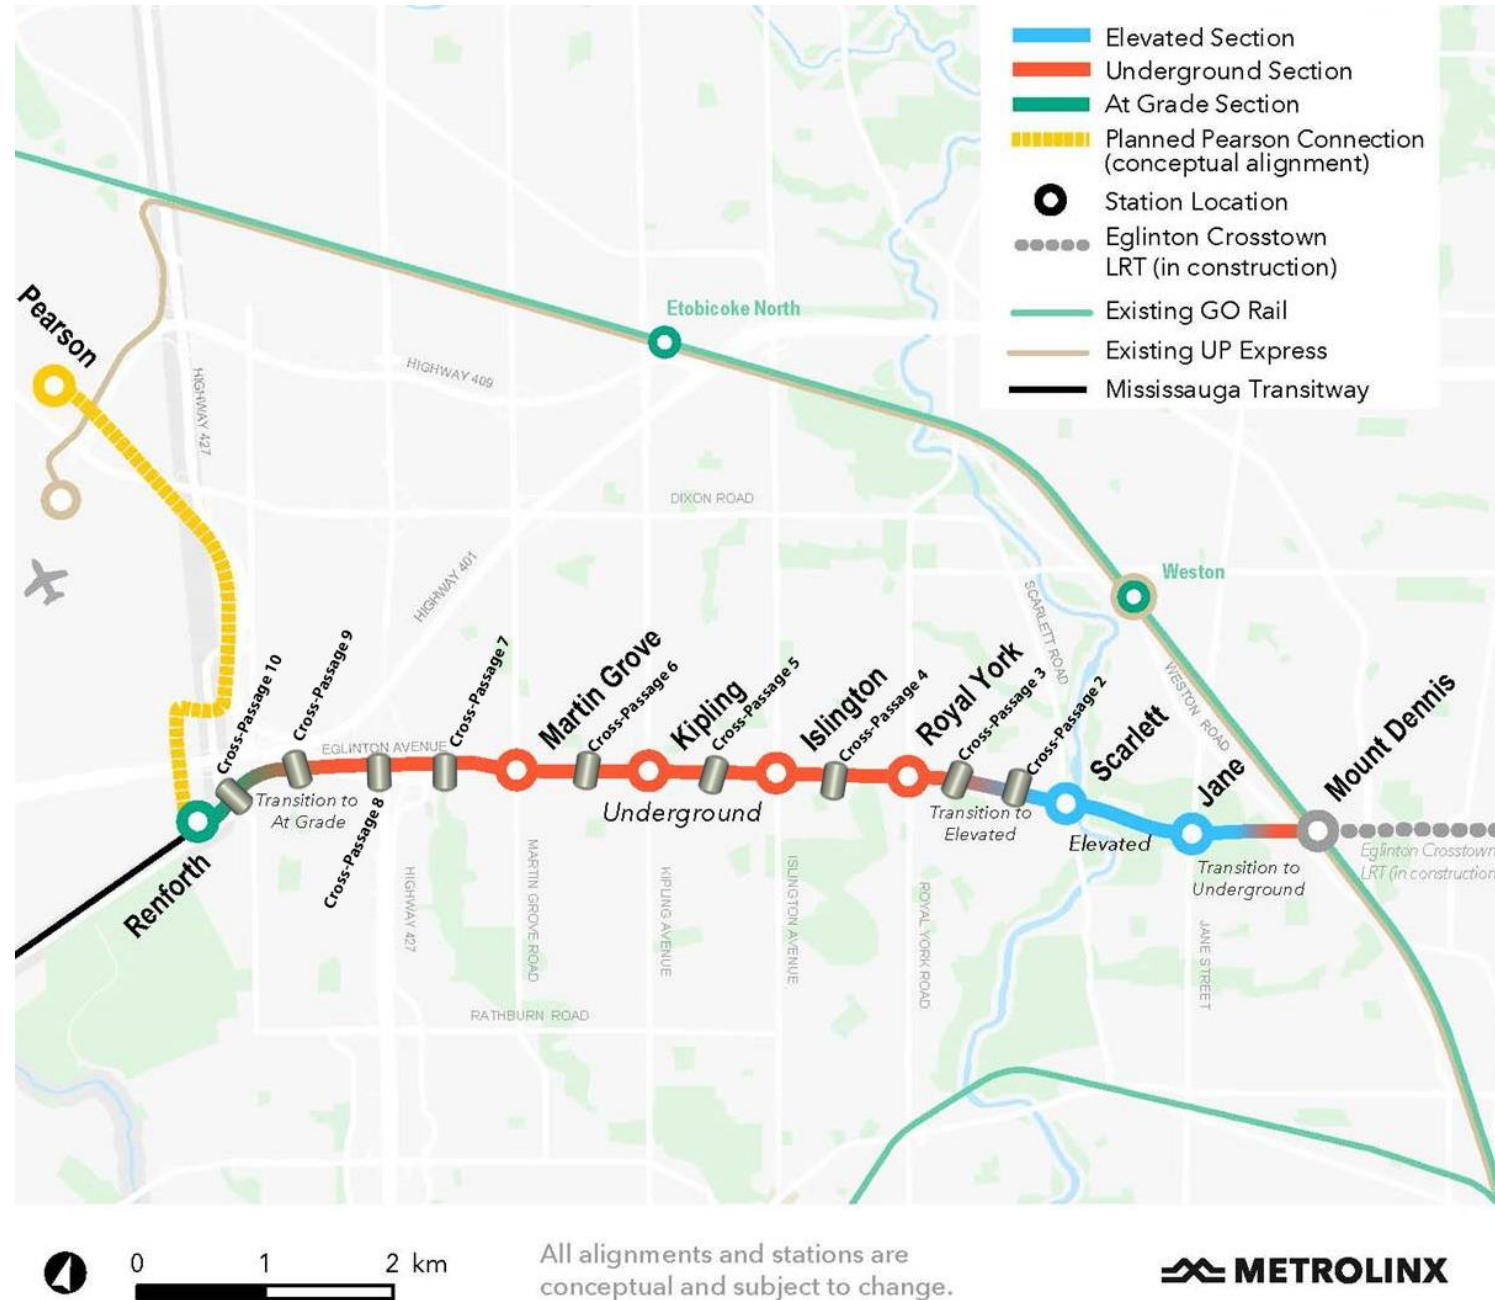 Elevated Section
Underground Section
At Grade Section
Planned Pearson Connection
(conceptual alignment)
Station Location
Eglinton Crosstown
LRT (in construction)
Existing GO Rail
Existing UP Express
Mississauga Transitway
Pearson
Etobicoke North
HIGHWAY 409
HIGHWAY 427
DIXON ROAD
HIGHWAY 401
Weston
SCARLETT ROAD
WESTON ROAD
Cross-Passage 10
Cross-Passage 9
Cross-Passage 7
Martin Grove
Cross-Passage 6
Kipling
Cross-Passage 5
Islington
Cross-Passage 4
Royal York
Cross-Passage 3
Cross-Passage 2
Scarlett
Jane
Mount Dennis
EGLINTON AVENUE
Transition to
At Grade
Cross-Passage 8
Underground
Transition to
Elevated
Elevated
Transition to
Underground
Eglinton Crosstown
LRT (in construction
Renforth
HIGHWAY 427
MARTIN GROVE ROAD
KIPLING AVENUE
ISLINGTON AVENUE
ROYAL YORK ROAD
JANE STREET
RATHBURN ROAD
0 1 2 km
All alignments and stations are
conceptual and subject to change.
METROLINX